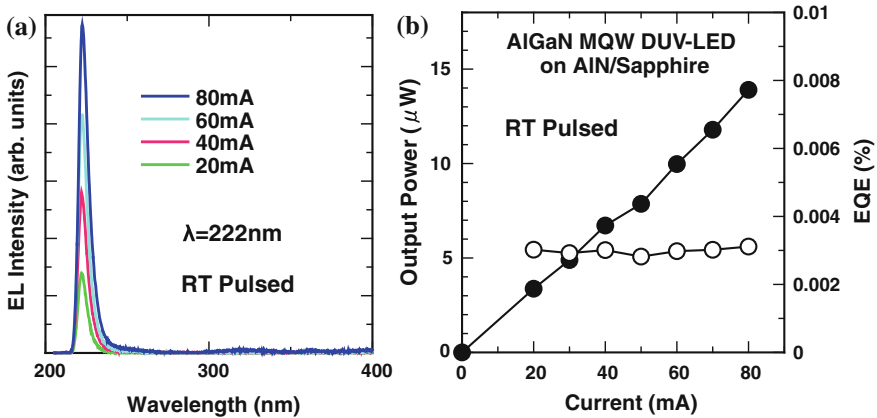 (a)
EL Intensity (arb. units)
80mA
60mA
40mA
20mA
λ=222nm
RT Pulsed
200
300
400
Wavelength (nm)
(b)
AlGaN MQW DUV-LED
on AlN/Sapphire
RT Pulsed
Output Power (μW)
15
10
5
0
0
20
40
60
80
Current (mA)
0.01
0.008
0.006
0.004
0.002
0
EQE (%)